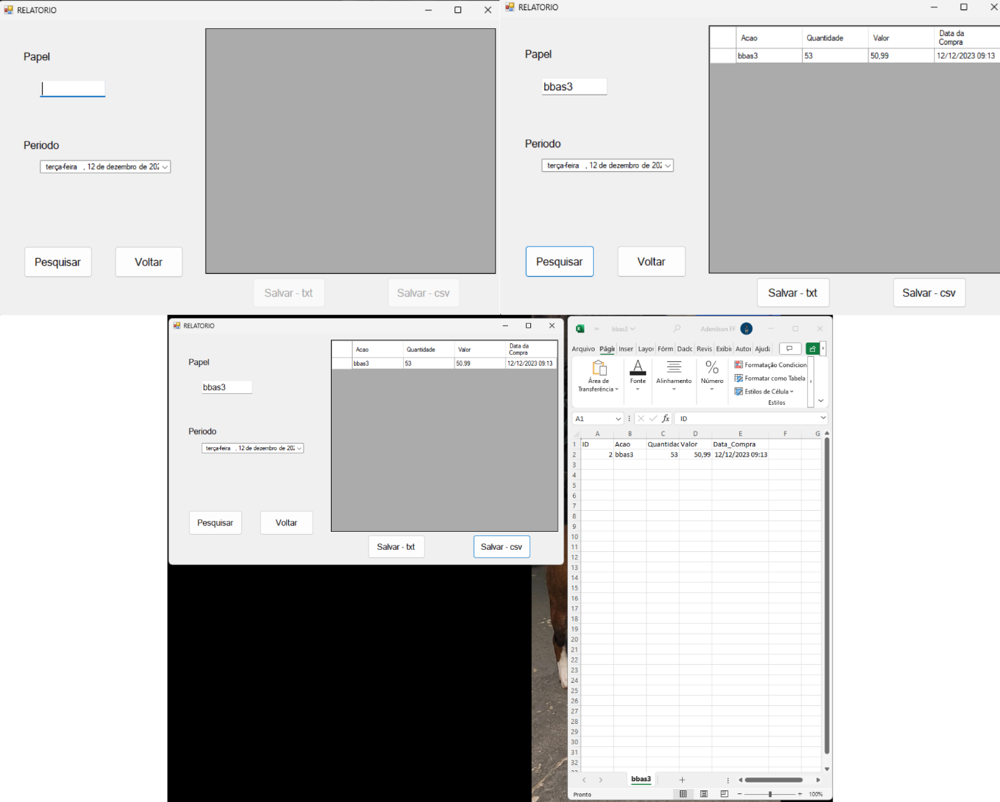 RELATORIO
Papel
Periodo
terça-feira , 12 de dezembro de 202
Pesquisar Voltar
Salvar - txt Salvar - csv
RELATORIO
Papel
bbas3
Periodo
terça-feira , 12 de dezembro de 202
Pesquisar Voltar
Acao Quantidade Valor Data da
Compra
bbas3 53 50,99 12/12/2023 09:13
Salvar - txt Salvar - csv
RELATORIO
Papel
bbas3
Periodo
terça-feira , 12 de dezembro de 202
Pesquisar Voltar
Acao Quantidade Valor Data da
Compra
bbas3 53 50,99 12/12/2023 09:13
Salvar - txt Salvar - csv
» bbas3 Adenilson FF
Arquivo Págii Inser Layou Fórm Dado Revis Exibi Autor Ajuda
Área de
Transferência
Fonte
Alinhamento
%
Número
Formatação Condicion
Formatar como Tabela
Estilos de Célula
Estilos
A1 fx ID
A B C D E F G
1 ID Acao Quantidad Valor Data_Compra
2 2 bbas3 53 50,99 12/12/2023 09:13
3
4
5
6
7
8
9
10
11
12
13
14
15
16
17
18
19
20
21
22
23
24
25
26
27
28
29
30
31
32
bbas3 +
Pronto 100%